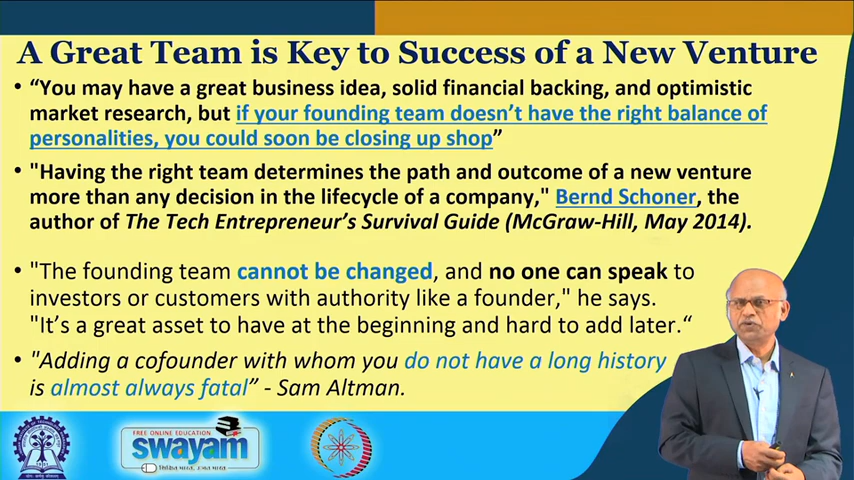 A Great Team is Key to Success of a New Venture
• “You may have a great business idea, solid financial backing, and optimistic
market research, but if your founding team doesn’t have the right balance of
personalities, you could soon be closing up shop”
• "Having the right team determines the path and outcome of a new venture
more than any decision in the lifecycle of a company," Bernd Schoner, the
author of The Tech Entrepreneur’s Survival Guide (McGraw-Hill, May 2014).
• "The founding team cannot be changed, and no one can speak to
investors or customers with authority like a founder," he says.
"It’s a great asset to have at the beginning and hard to add later.“
• "Adding a cofounder with whom you do not have a long history
is almost always fatal” - Sam Altman.
FREE ONLINE EDUCATION
swayam
शिक्षित भारत, उन्नत भारत
1951